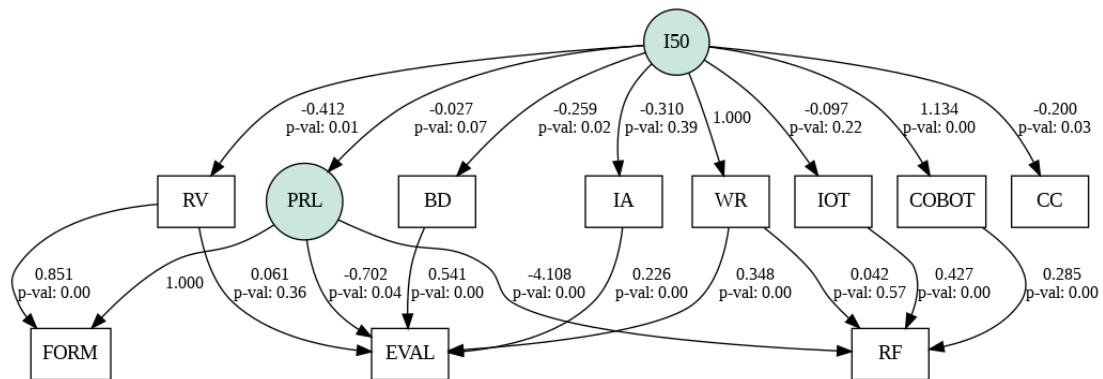 I50
-0.412
p-val: 0.01
-0.027
p-val: 0.07
-0.259
p-val: 0.02
-0.310
p-val: 0.39
1.000
-0.097
p-val: 0.22
1.134
p-val: 0.00
-0.200
p-val: 0.03
RV
PRL
BD
IA
WR
IOT
COBOT
CC
0.851
p-val: 0.00
1.000
0.061
p-val: 0.36
-0.702
p-val: 0.04
0.541
p-val: 0.00
-4.108
p-val: 0.00
0.226
p-val: 0.00
0.348
p-val: 0.00
0.042
p-val: 0.57
0.427
p-val: 0.00
0.285
p-val: 0.00
FORM
EVAL
RF